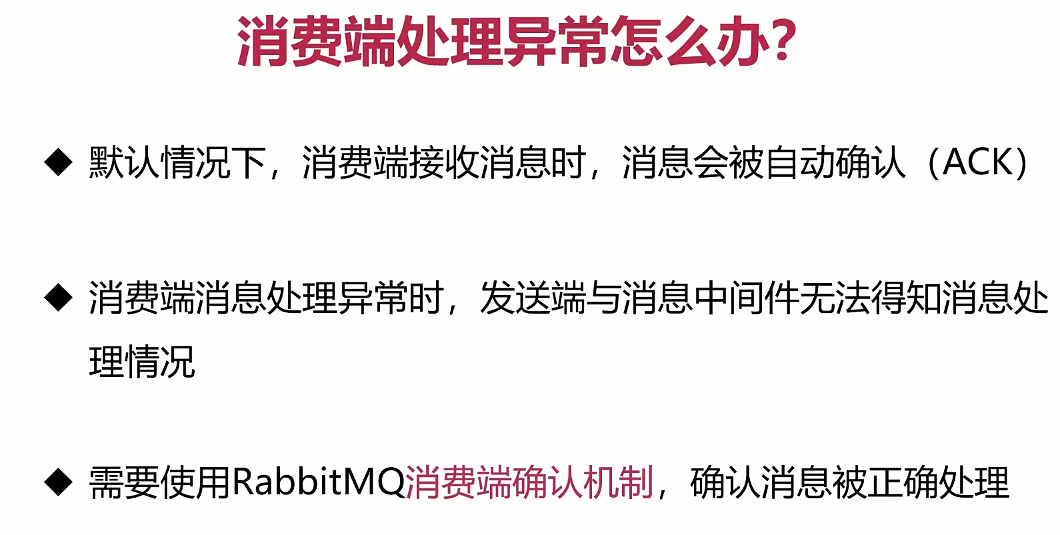 消费端处理异常怎么办?
◆ 默认情况下，消费端接收消息时，消息会被自动确认（ACK）
◆ 消费端消息处理异常时，发送端与消息中间件无法得知消息处
理情况
◆ 需要使用RabbitMQ消费端确认机制，确认消息被正确处理